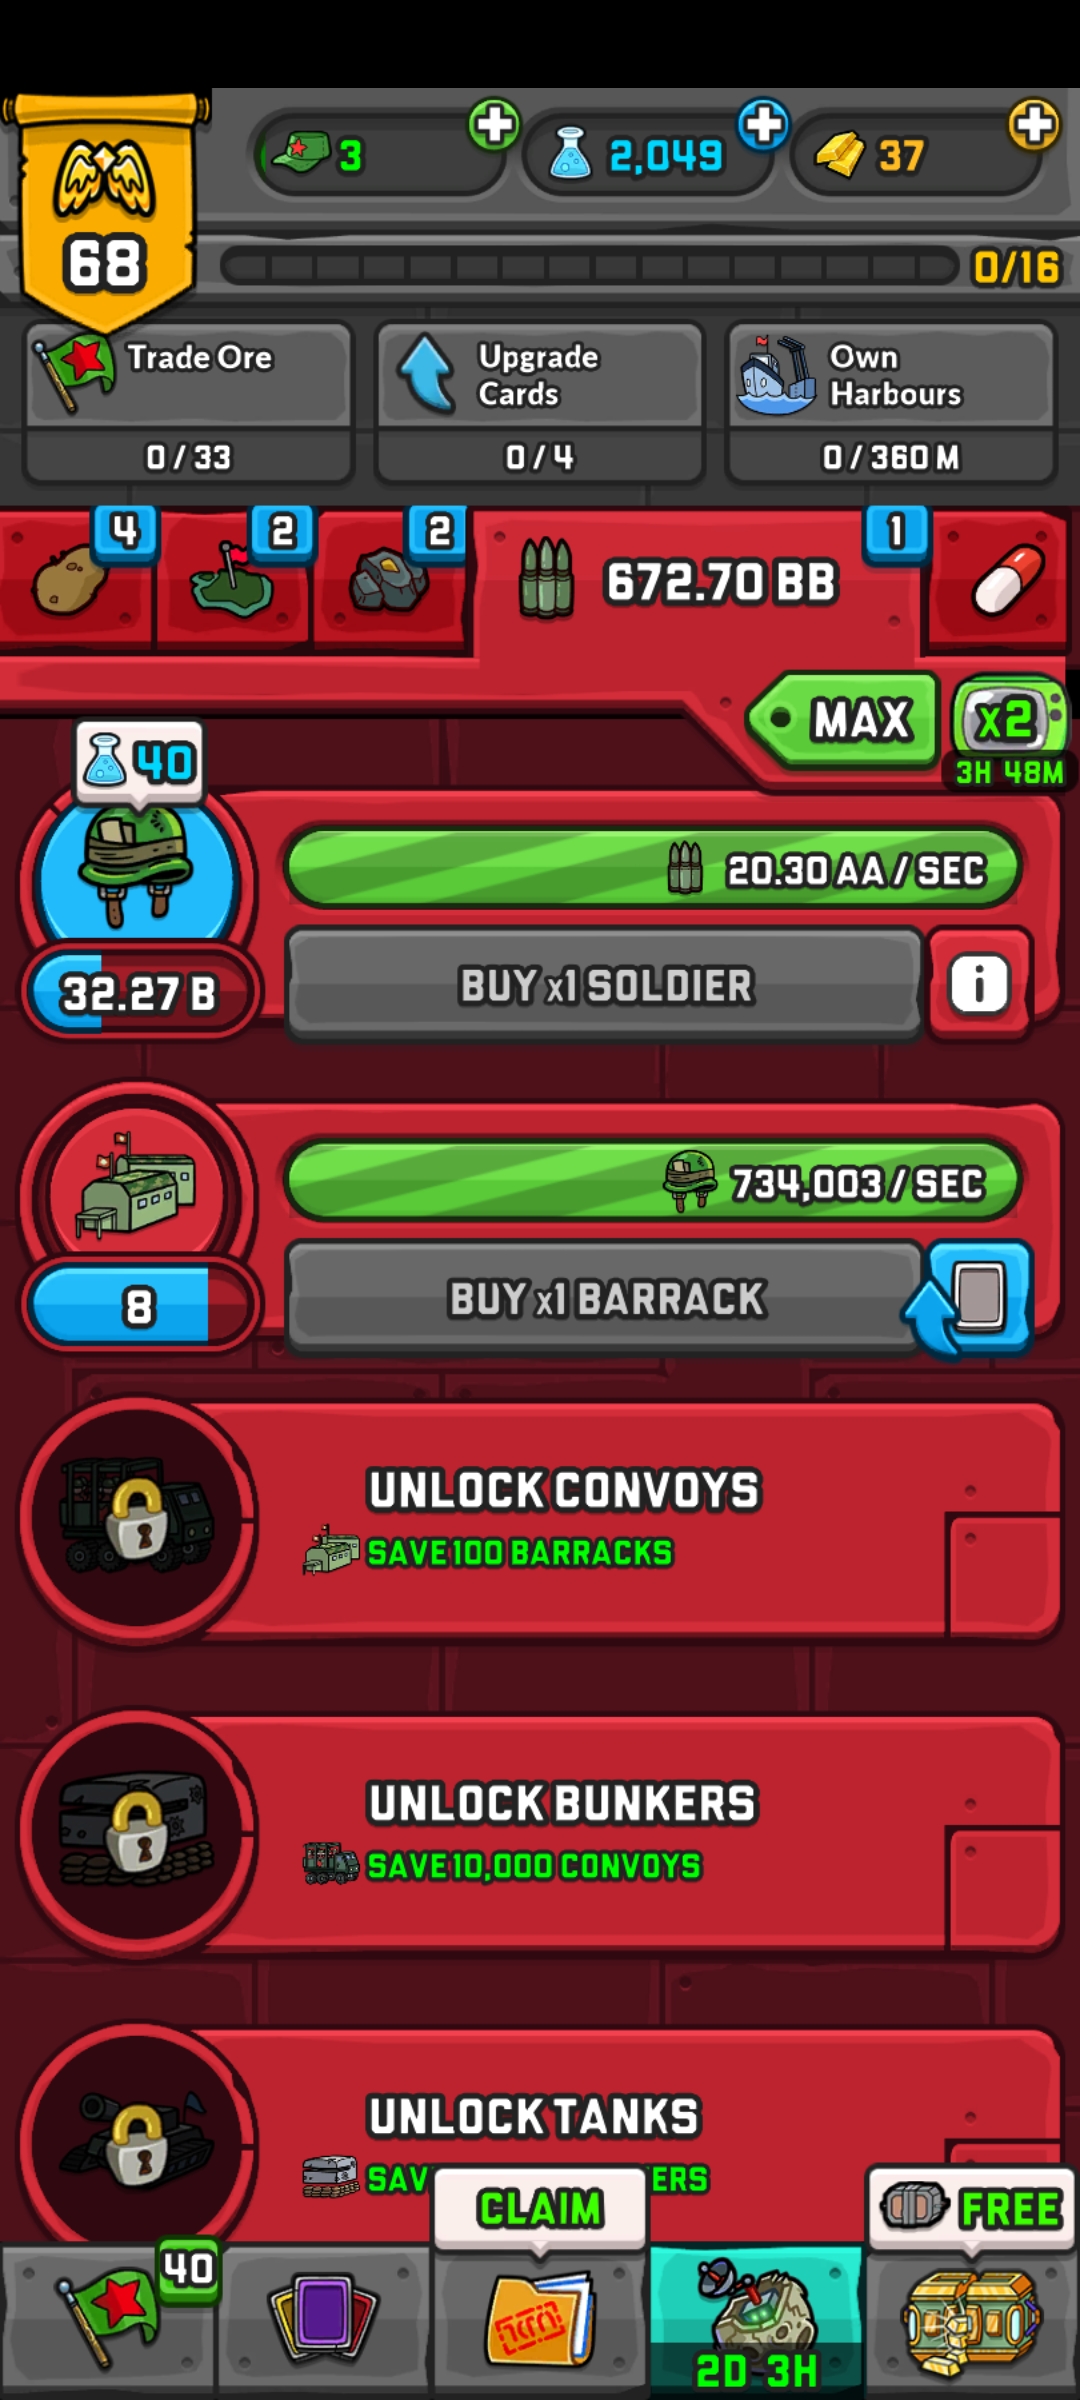 3
2,049
37
68
0/16
Trade Ore
Upgrade
Cards
Own
Harbours
0/33
0/4
0/360 M
4
2
2
672.70 BB
1
MAX
x2
3H 48M
40
20.30 AA / SEC
32.27 B
BUY x1 SOLDIER
i
734,003 / SEC
8
BUY x1 BARRACK
UNLOCK CONVOYS
SAVE 100 BARRACKS
UNLOCK BUNKERS
SAVE 10,000 CONVOYS
UNLOCK TANKS
CLAIM
FREE
40
2D 3H